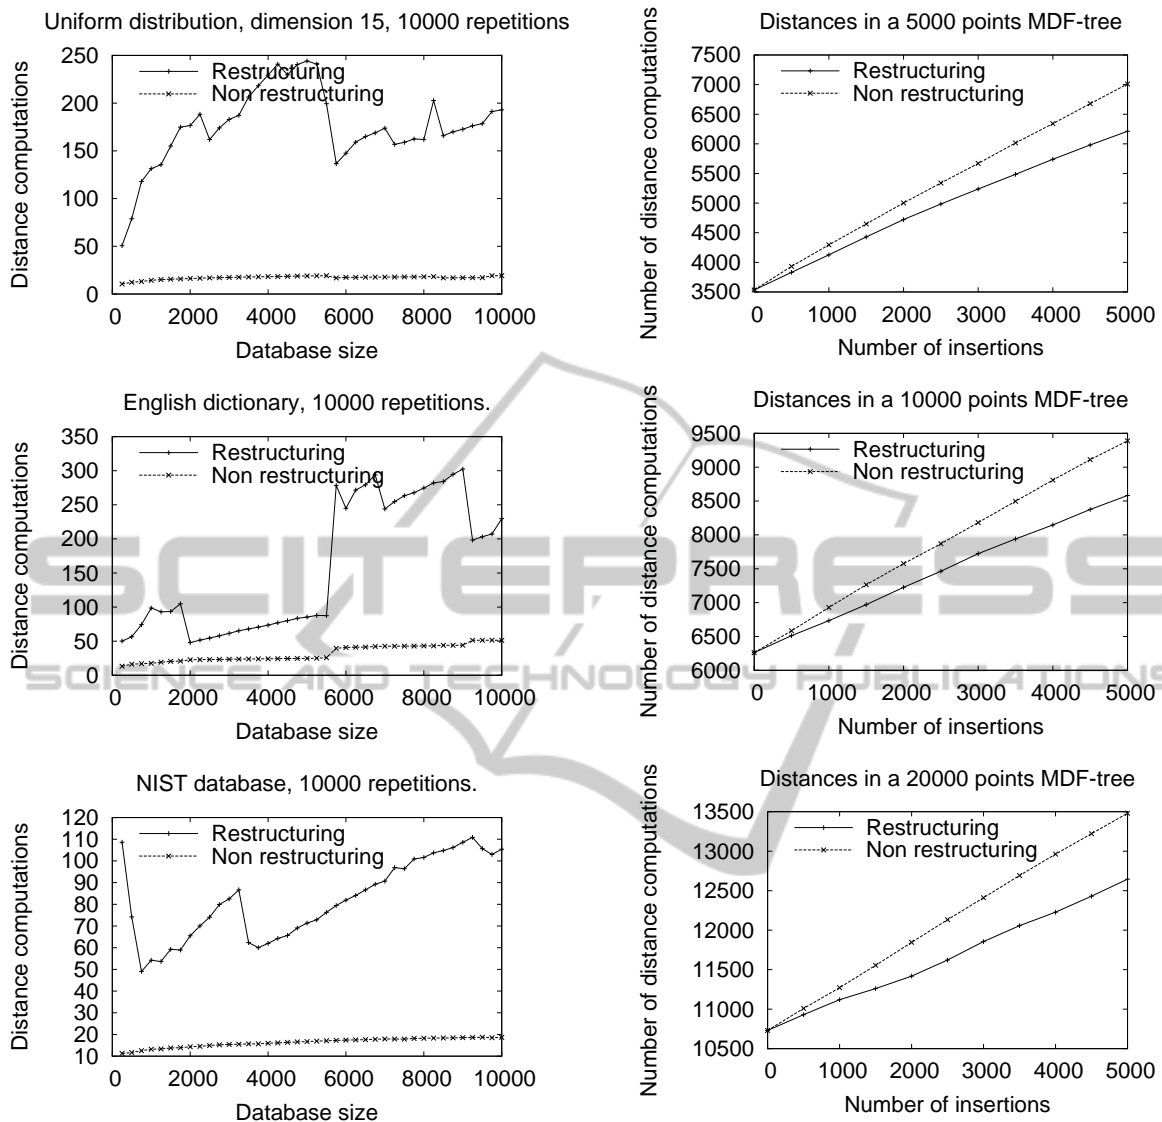 Uniform distribution, dimension 15, 10000 repetitions
Distance computations
250
200
150
100
50
0
Restructuring
Non restructuring
0 2000 4000 6000 8000 10000
Database size
Distances in a 5000 points MDF-tree
Number of distance computations
7500
7000
6500
6000
5500
5000
4500
4000
3500
Restructuring
Non restructuring
0 1000 2000 3000 4000 5000
Number of insertions
English dictionary, 10000 repetitions.
Distance computations
350
300
250
200
150
100
50
0
Restructuring
Non restructuring
0 2000 4000 6000 8000 10000
Database size
Distances in a 10000 points MDF-tree
Number of distance computations
9500
9000
8500
8000
7500
7000
6500
6000
Restructuring
Non restructuring
0 1000 2000 3000 4000 5000
Number of insertions
SCITEPRESS
SCIENCE AND TECHNOLOGY PUBLICATIONS
NIST database, 10000 repetitions.
Distance computations
120
110
100
90
80
70
60
50
40
30
20
10
Restructuring
Non restructuring
0 2000 4000 6000 8000 10000
Database size
Distances in a 20000 points MDF-tree
Number of distance computations
13500
13000
12500
12000
11500
11000
10500
Restructuring
Non restructuring
0 1000 2000 3000 4000 5000
Number of insertions